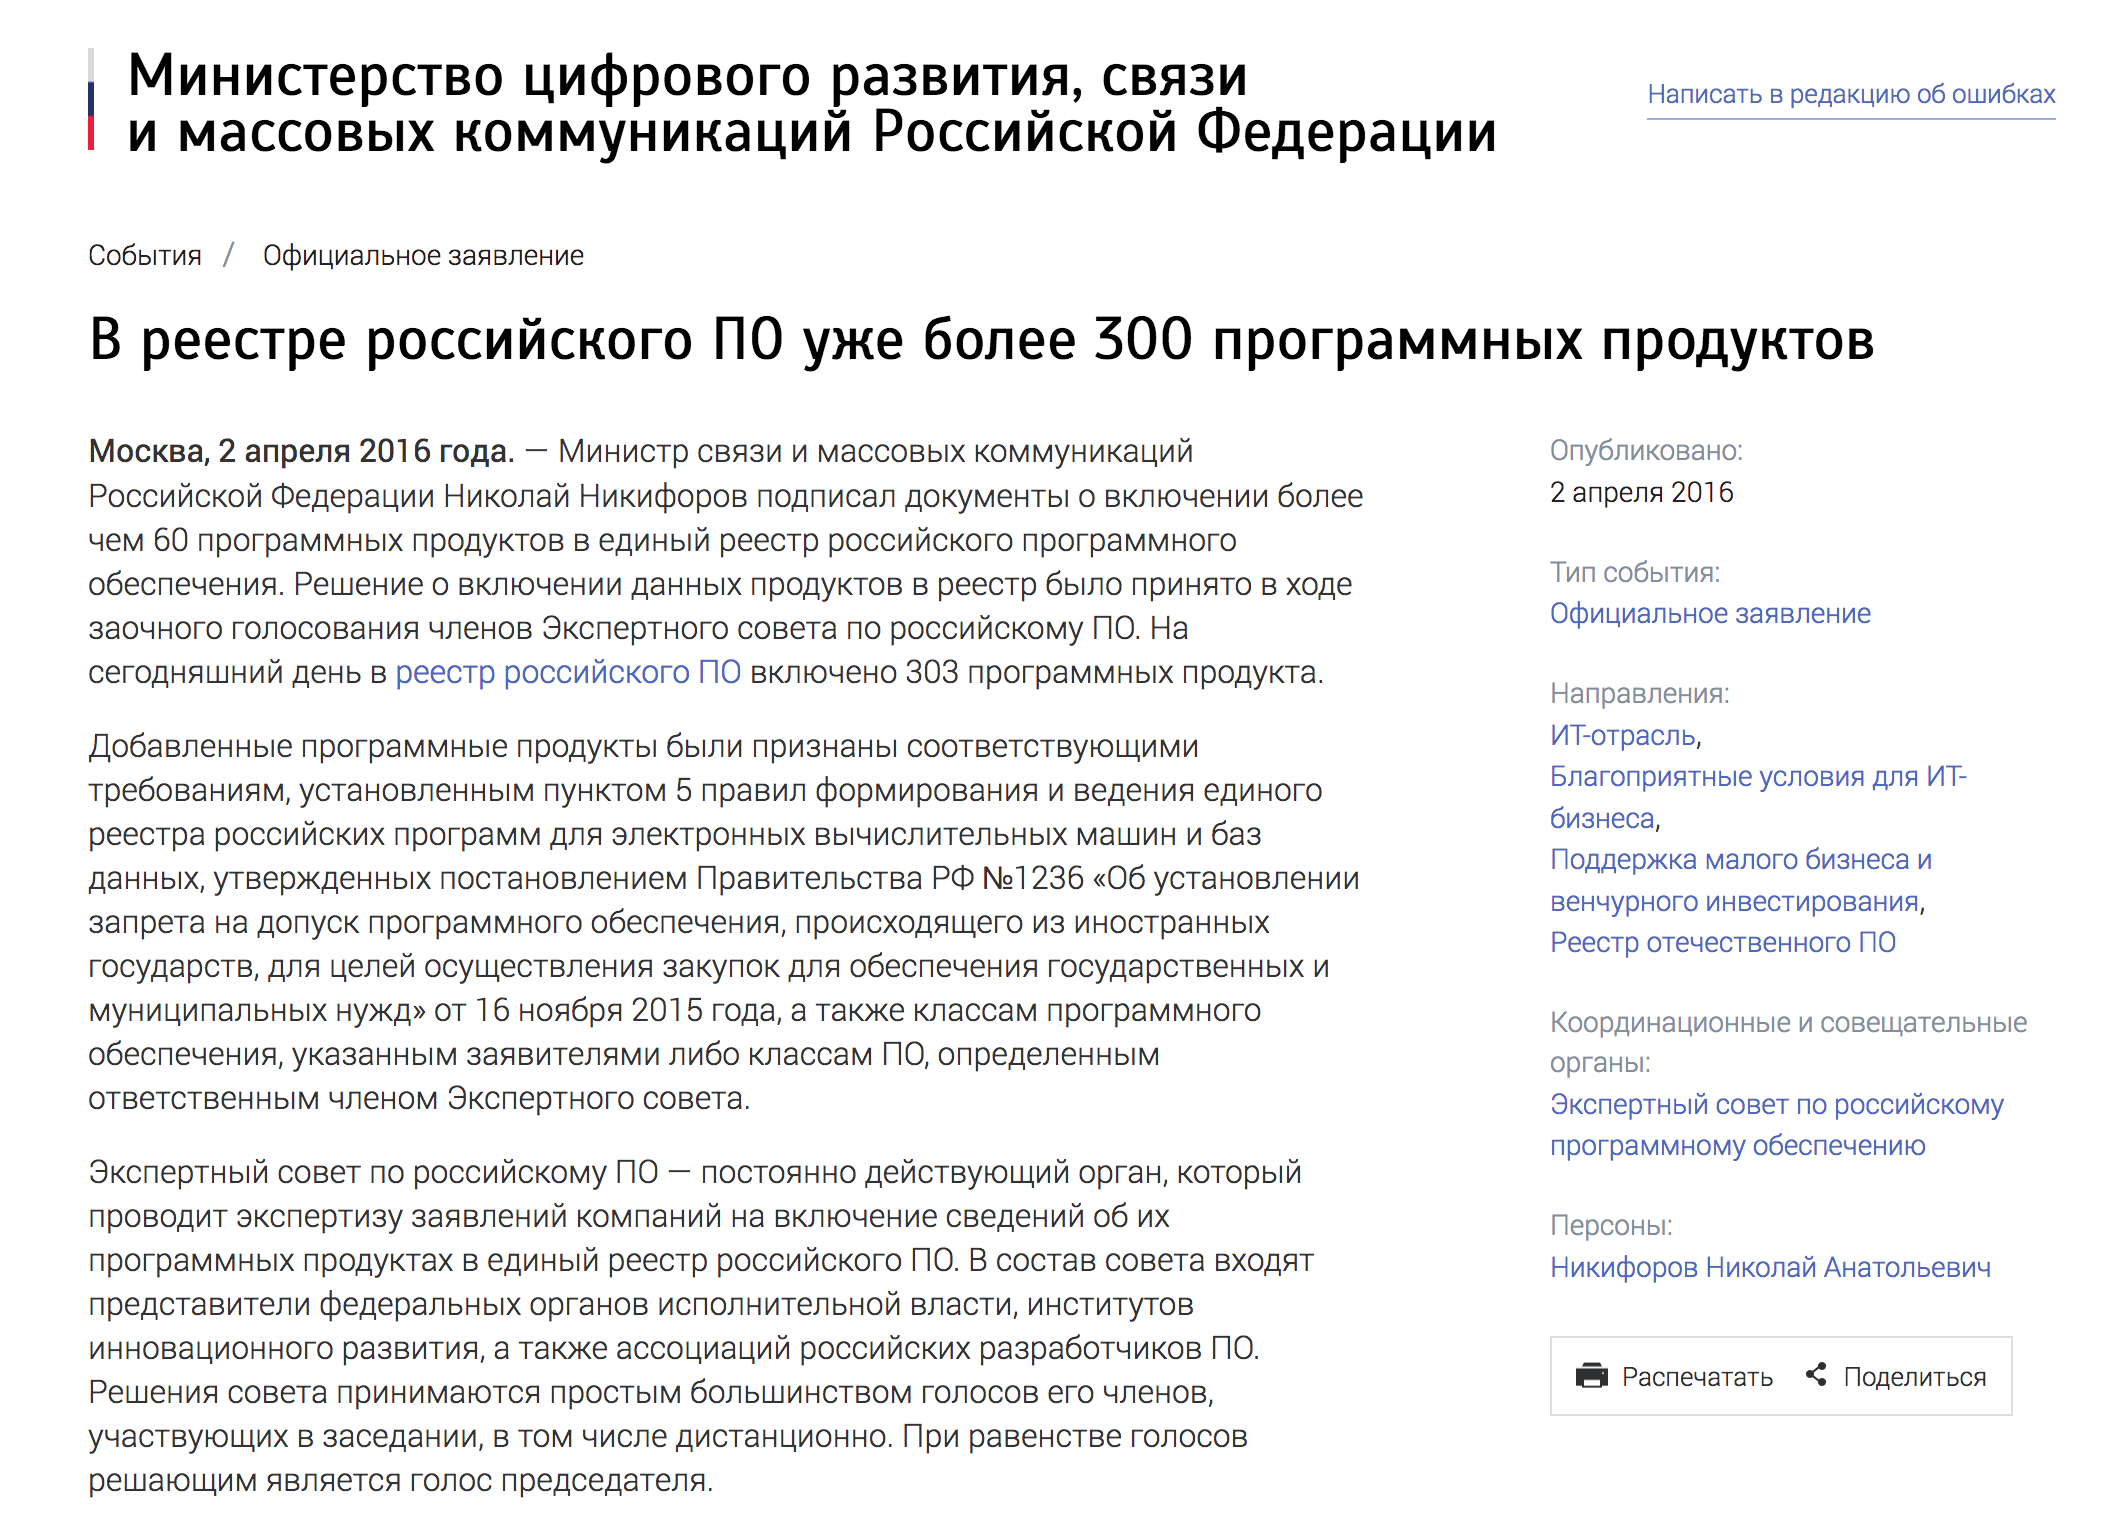 Министерство цифрового развития, связи
и массовых коммуникаций Российской Федерации
Написать в редакцию об ошибках
События / Официальное заявление
В реестре российского ПО уже более 300 программных продуктов
Москва, 2 апреля 2016 года. — Министр связи и массовых коммуникаций
Российской Федерации Николай Никифоров подписал документы о включении более
чем 60 программных продуктов в единый реестр российского программного
обеспечения. Решение о включении данных продуктов в реестр было принято в ходе
заочного голосования членов Экспертного совета по российскому ПО. На
сегодняшний день в реестр российского ПО включено 303 программных продукта.
Добавленные программные продукты были признаны соответствующими
требованиям, установленным пунктом 5 правил формирования и ведения единого
реестра российских программ для электронных вычислительных машин и баз
данных, утвержденных постановлением Правительства РФ №1236 «Об установлении
запрета на допуск программного обеспечения, происходящего из иностранных
государств, для целей осуществления закупок для обеспечения государственных и
муниципальных нужд» от 16 ноября 2015 года, а также классам программного
обеспечения, указанным заявителями либо классам ПО, определенным
ответственным членом Экспертного совета.
Экспертный совет по российскому ПО — постоянно действующий орган, который
проводит экспертизу заявлений компаний на включение сведений об их
программных продуктах в единый реестр российского ПО. В состав совета входят
представители федеральных органов исполнительной власти, институтов
инновационного развития, а также ассоциаций российских разработчиков ПО.
Решения совета принимаются простым большинством голосов его членов,
участвующих в заседании, в том числе дистанционно. При равенстве голосов
решающим является голос председателя.
Опубликовано:
2 апреля 2016
Тип события:
Официальное заявление
Направления:
ИТ-отрасль,
Благоприятные условия для ИТ-
бизнеса,
Поддержка малого бизнеса и
венчурного инвестирования,
Реестр отечественного ПО
Координационные и совещательные
органы:
Экспертный совет по российскому
программному обеспечению
Персоны:
Никифоров Николай Анатольевич
Распечатать Поделиться